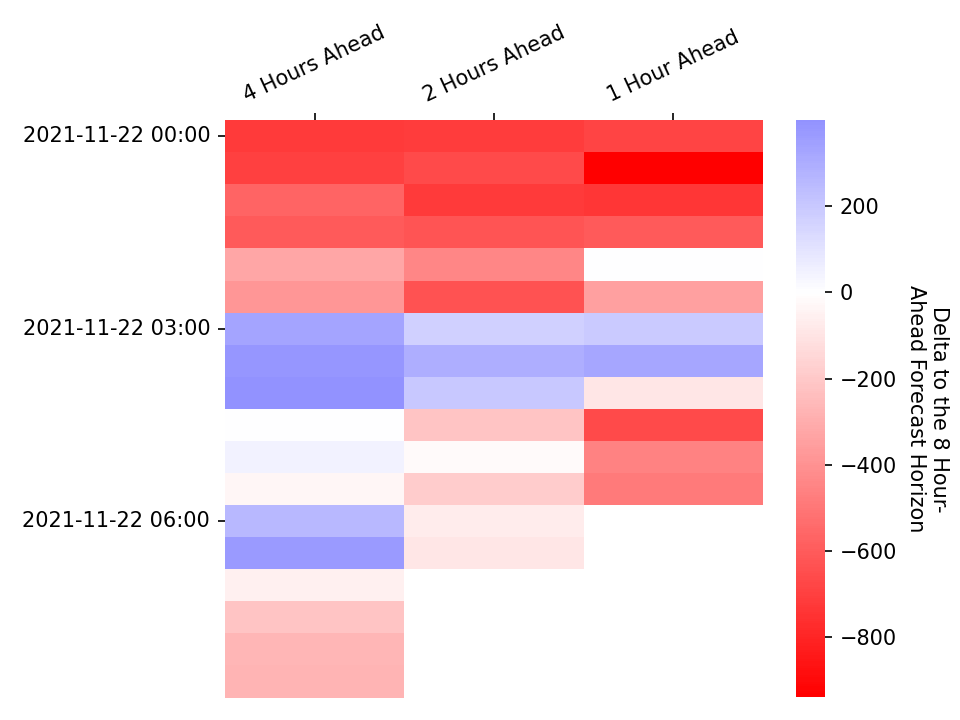 4 Hours Ahead
2 Hours Ahead
1 Hour Ahead
2021-11-22 00:00
2021-11-22 03:00
2021-11-22 06:00
200
0
−200
−400
−600
−800
Delta to the 8 Hour-
Ahead Forecast Horizon